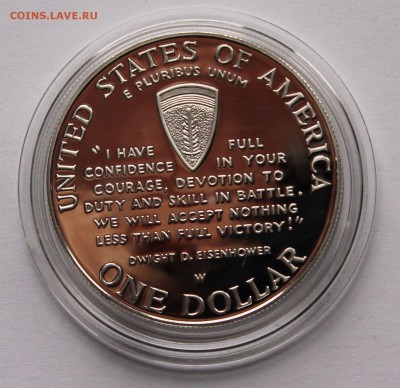 COINS.LAVE.RU
UNITED STATES OF AMERICA
E PLURIBUS UNUM
"I HAVE FULL
CONFIDENCE IN YOUR
COURAGE, DEVOTION TO
DUTY AND SKILL IN BATTLE.
WE WILL ACCEPT NOTHING
LESS THAN FULL VICTORY!"
DWIGHT D. EISENHOWER
W
ONE DOLLAR